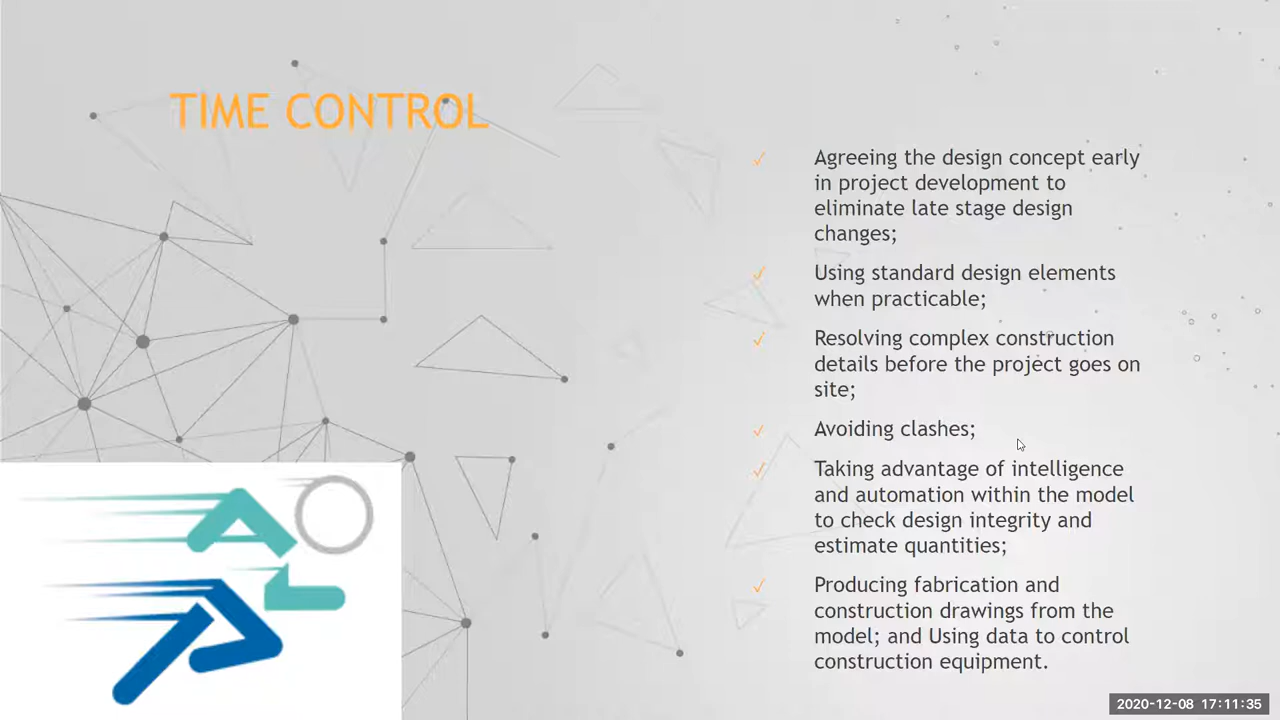 TIME CONTROL
✓ Agreeing the design concept early
in project development to
eliminate late stage design
changes;
✓ Using standard design elements
when practicable;
✓ Resolving complex construction
details before the project goes on
site;
✓ Avoiding clashes;
✓ Taking advantage of intelligence
and automation within the model
to check design integrity and
estimate quantities;
✓ Producing fabrication and
construction drawings from the
model; and Using data to control
construction equipment.
2020-12-08 17:11:35